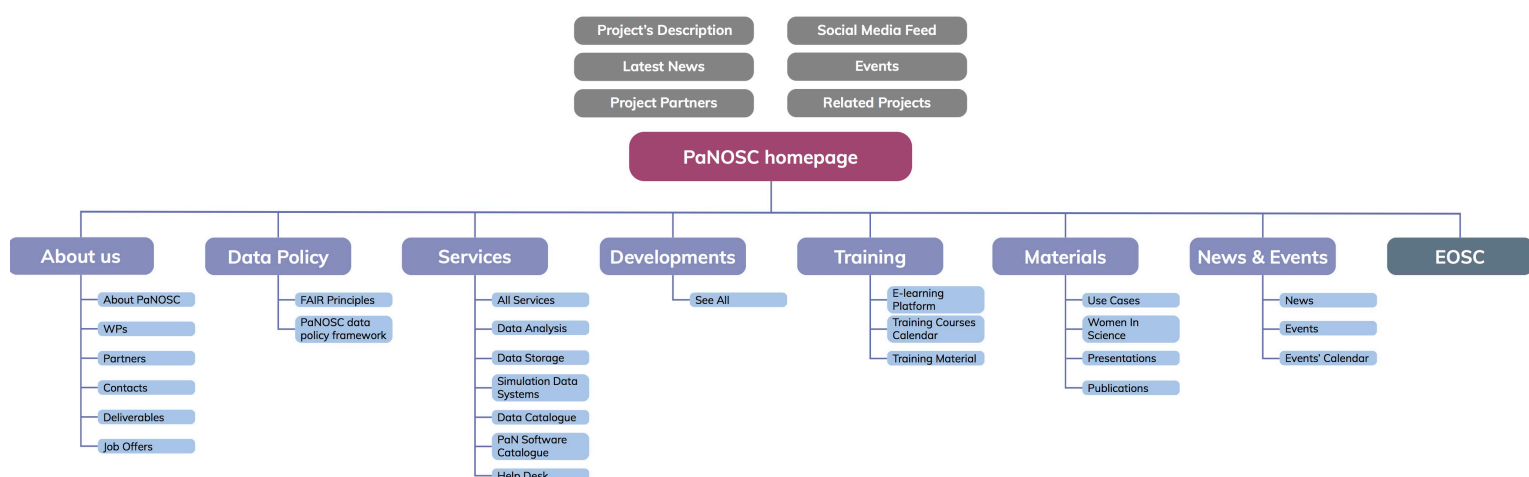 Project's Description
Social Media Feed
Latest News
Events
Project Partners
Related Projects
PaNOSC homepage
About us
Data Policy
Services
Developments
Training
Materials
News & Events
EOSC
About PaNOSC
WPs
Partners
Contacts
Deliverables
Job Offers
FAIR Principles
PaNOSC data
policy framework
All Services
Data Analysis
Data Storage
Simulation Data
Systems
Data Catalogue
PaN Software
Catalogue
Help Desk
See All
E-learning
Platform
Training Courses
Calendar
Training Material
Use Cases
Women In
Science
Presentations
Publications
News
Events
Events' Calendar